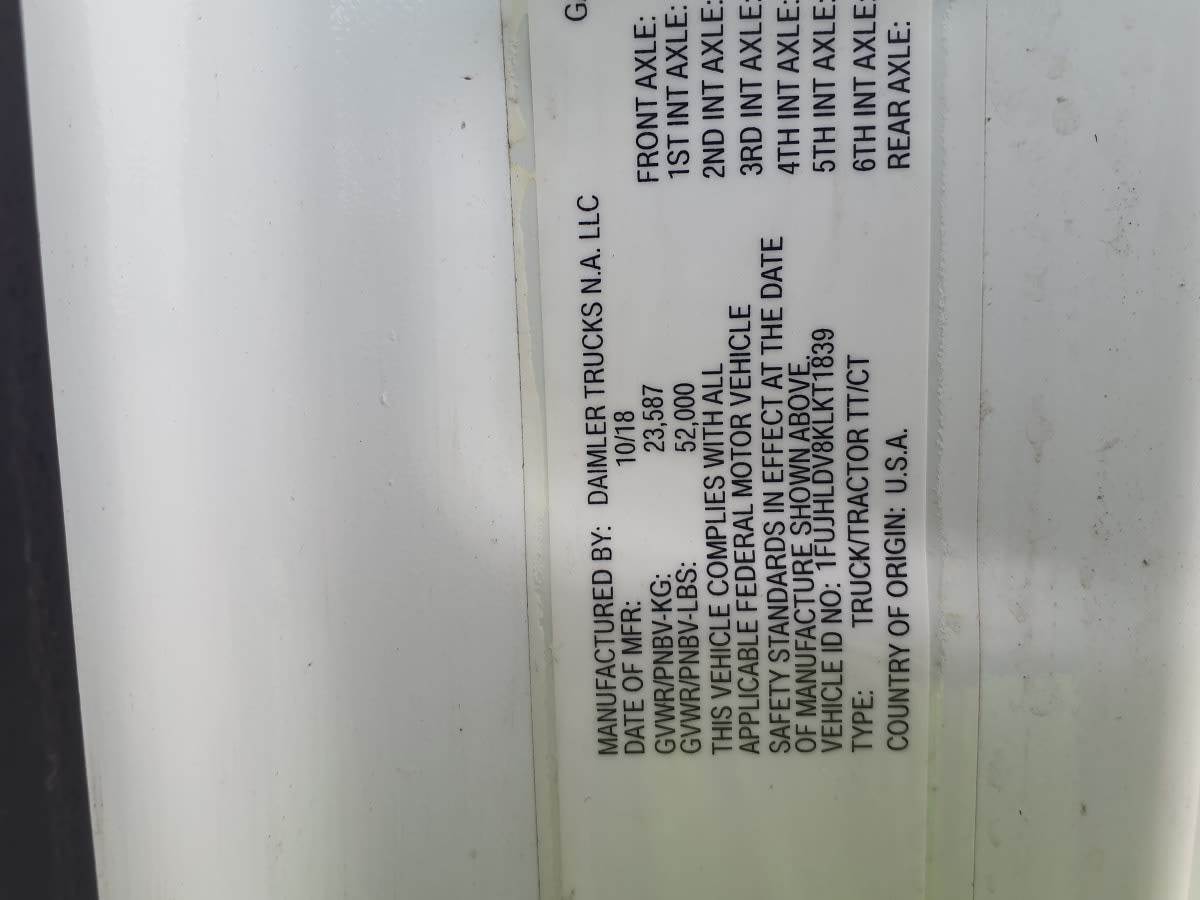 MANUFACTURED BY: DAIMLER TRUCKS N.A. LLC
DATE OF MFR: 10/18
GVWR/PNBV-KG: 23,587
GVWR/PNBV-LBS: 52,000
THIS VEHICLE COMPLIES WITH ALL
APPLICABLE FEDERAL MOTOR VEHICLE
SAFETY STANDARDS IN EFFECT AT THE DATE
OF MANUFACTURE SHOWN ABOVE.
VEHICLE ID NO: 1FUJHLDV8KLKT1839
TYPE: TRUCK/TRACTOR TT/CT
COUNTRY OF ORIGIN: U.S.A.
FRONT AXLE:
1ST INT AXLE:
2ND INT AXLE:
3RD INT AXLE:
4TH INT AXLE:
5TH INT AXLE:
6TH INT AXLE:
REAR AXLE: